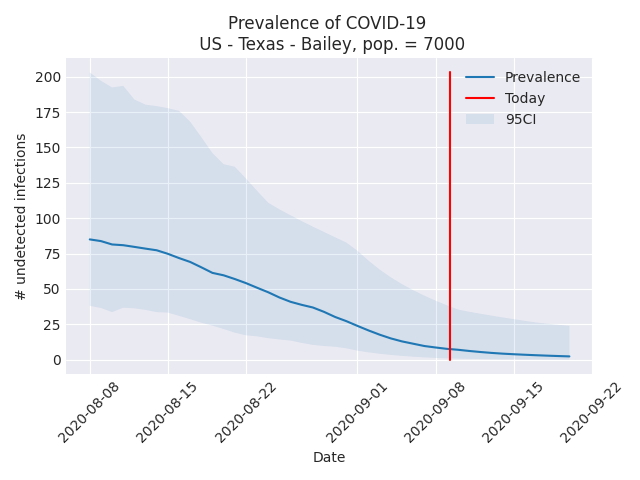 Prevalence of COVID-19
US - Texas - Bailey, pop. = 7000
Prevalence
Today
95CI
200
175
150
125
100
75
50
25
0
# undetected infections
2020-08-08
2020-08-15
2020-08-22
2020-09-01
2020-09-08
2020-09-15
2020-09-22
Date